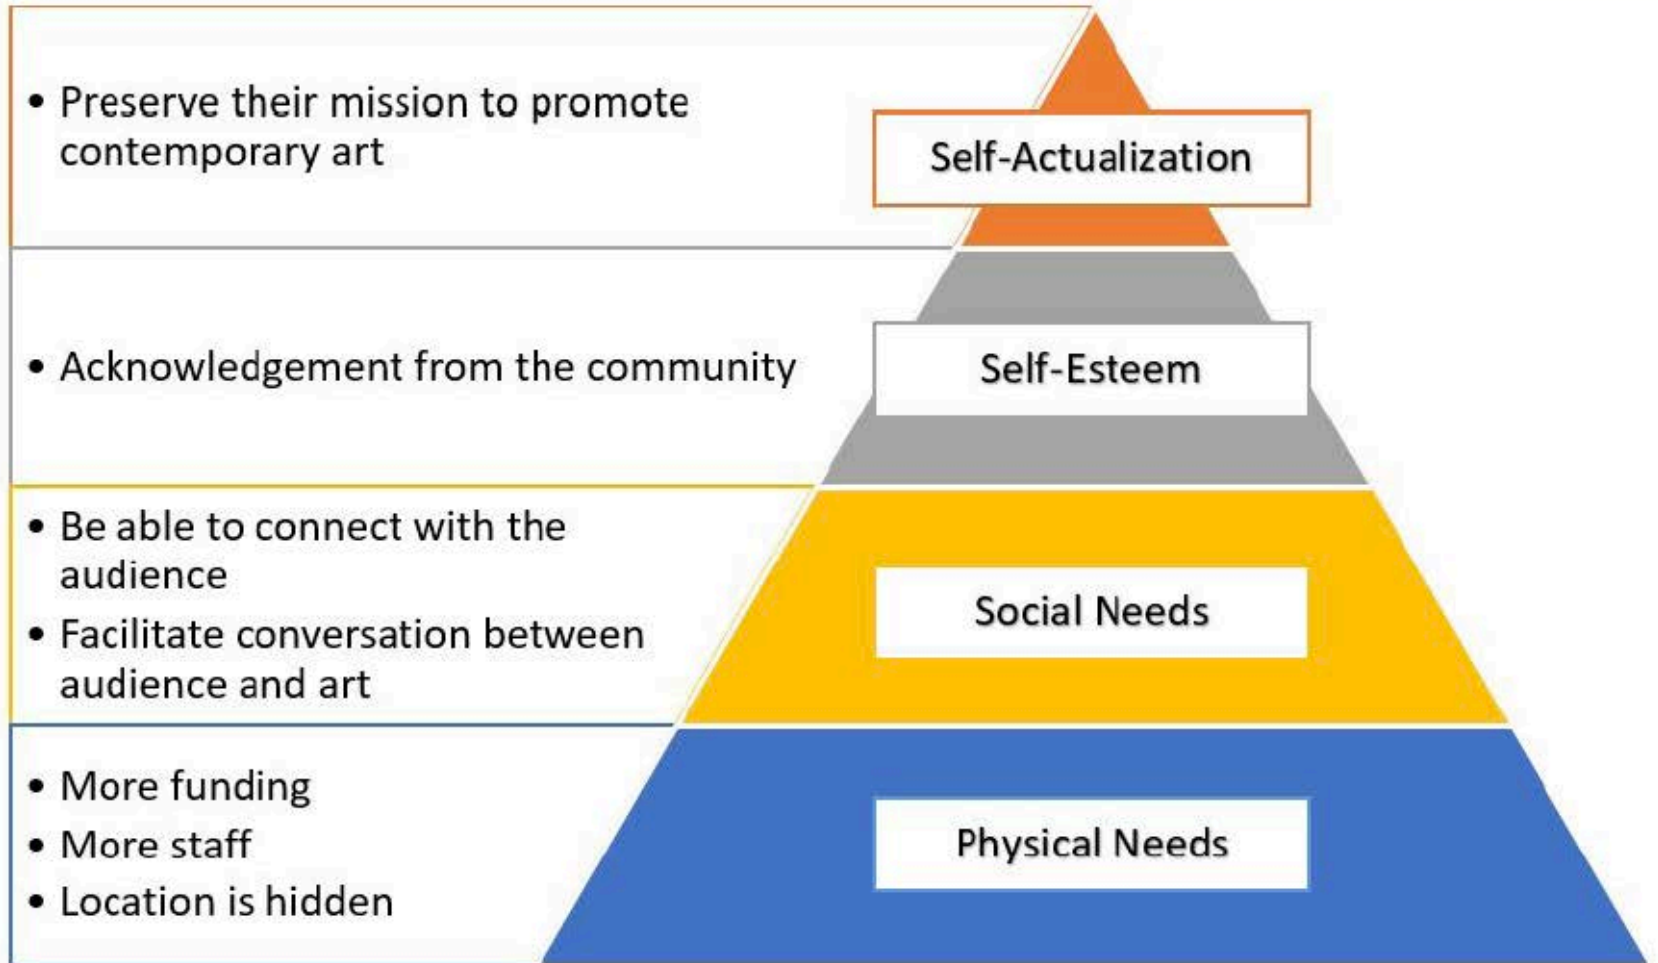 • Preserve their mission to promote
contemporary art
Self-Actualization
• Acknowledgement from the community
Self-Esteem
• Be able to connect with the
audience
• Facilitate conversation between
audience and art
Social Needs
• More funding
• More staff
• Location is hidden
Physical Needs